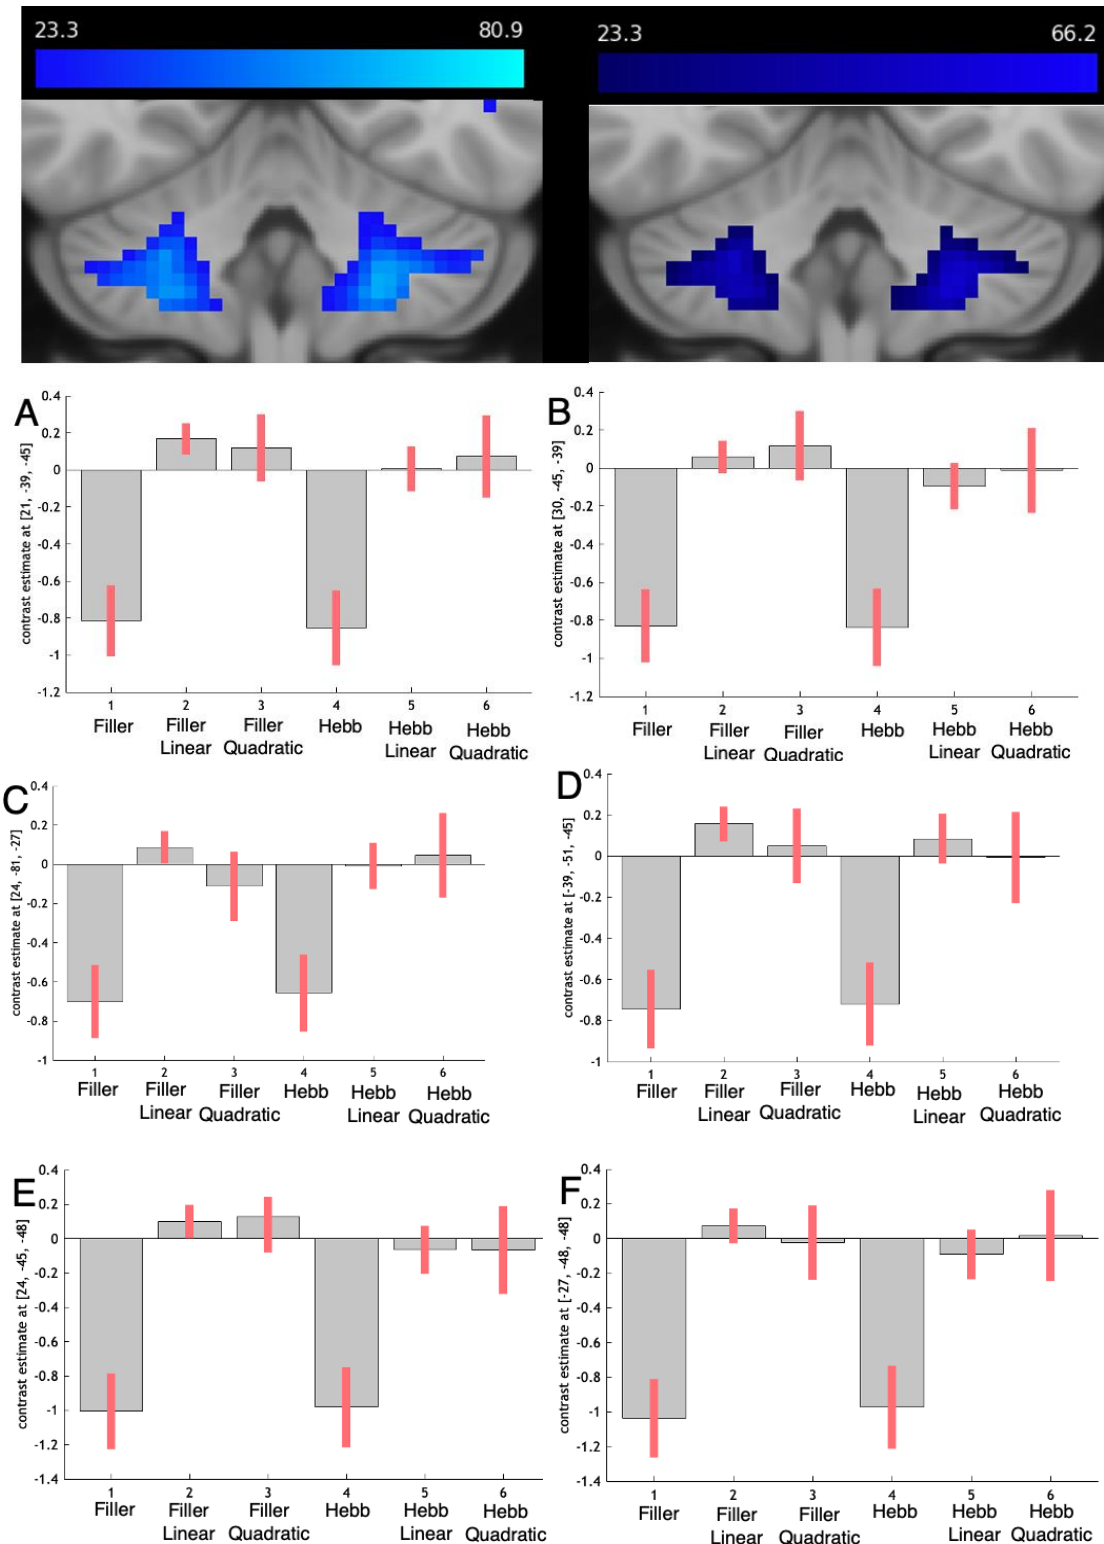 23.3 80.9
23.3 66.2
A
contrast estimate at [21, -39, -45]
0.4
0.2
0
-0.2
-0.4
-0.6
-0.8
-1
-1.2
1 2 3 4 5 6
Filler Filler Linear Filler Quadratic Hebb Hebb Linear Hebb Quadratic
B
contrast estimate at [30, -45, -39]
0.4
0.2
0
-0.2
-0.4
-0.6
-0.8
-1
-1.2
1 2 3 4 5 6
Filler Filler Linear Filler Quadratic Hebb Hebb Linear Hebb Quadratic
C
contrast estimate at [24, -81, -27]
0.4
0.2
0
-0.2
-0.4
-0.6
-0.8
-1
1 2 3 4 5 6
Filler Filler Linear Filler Quadratic Hebb Hebb Linear Hebb Quadratic
D
contrast estimate at [-39, -51, -45]
0.4
0.2
0
-0.2
-0.4
-0.6
-0.8
-1
1 2 3 4 5 6
Filler Filler Linear Filler Quadratic Hebb Hebb Linear Hebb Quadratic
E
contrast estimate at [24, -45, -48]
0.4
0.2
0
-0.2
-0.4
-0.6
-0.8
-1
-1.2
-1.4
1 2 3 4 5 6
Filler Filler Linear Filler Quadratic Hebb Hebb Linear Hebb Quadratic
F
contrast estimate at [-27, -48, -48]
0.4
0.2
0
-0.2
-0.4
-0.6
-0.8
-1
-1.2
-1.4
1 2 3 4 5 6
Filler Filler Linear Filler Quadratic Hebb Hebb Linear Hebb Quadratic